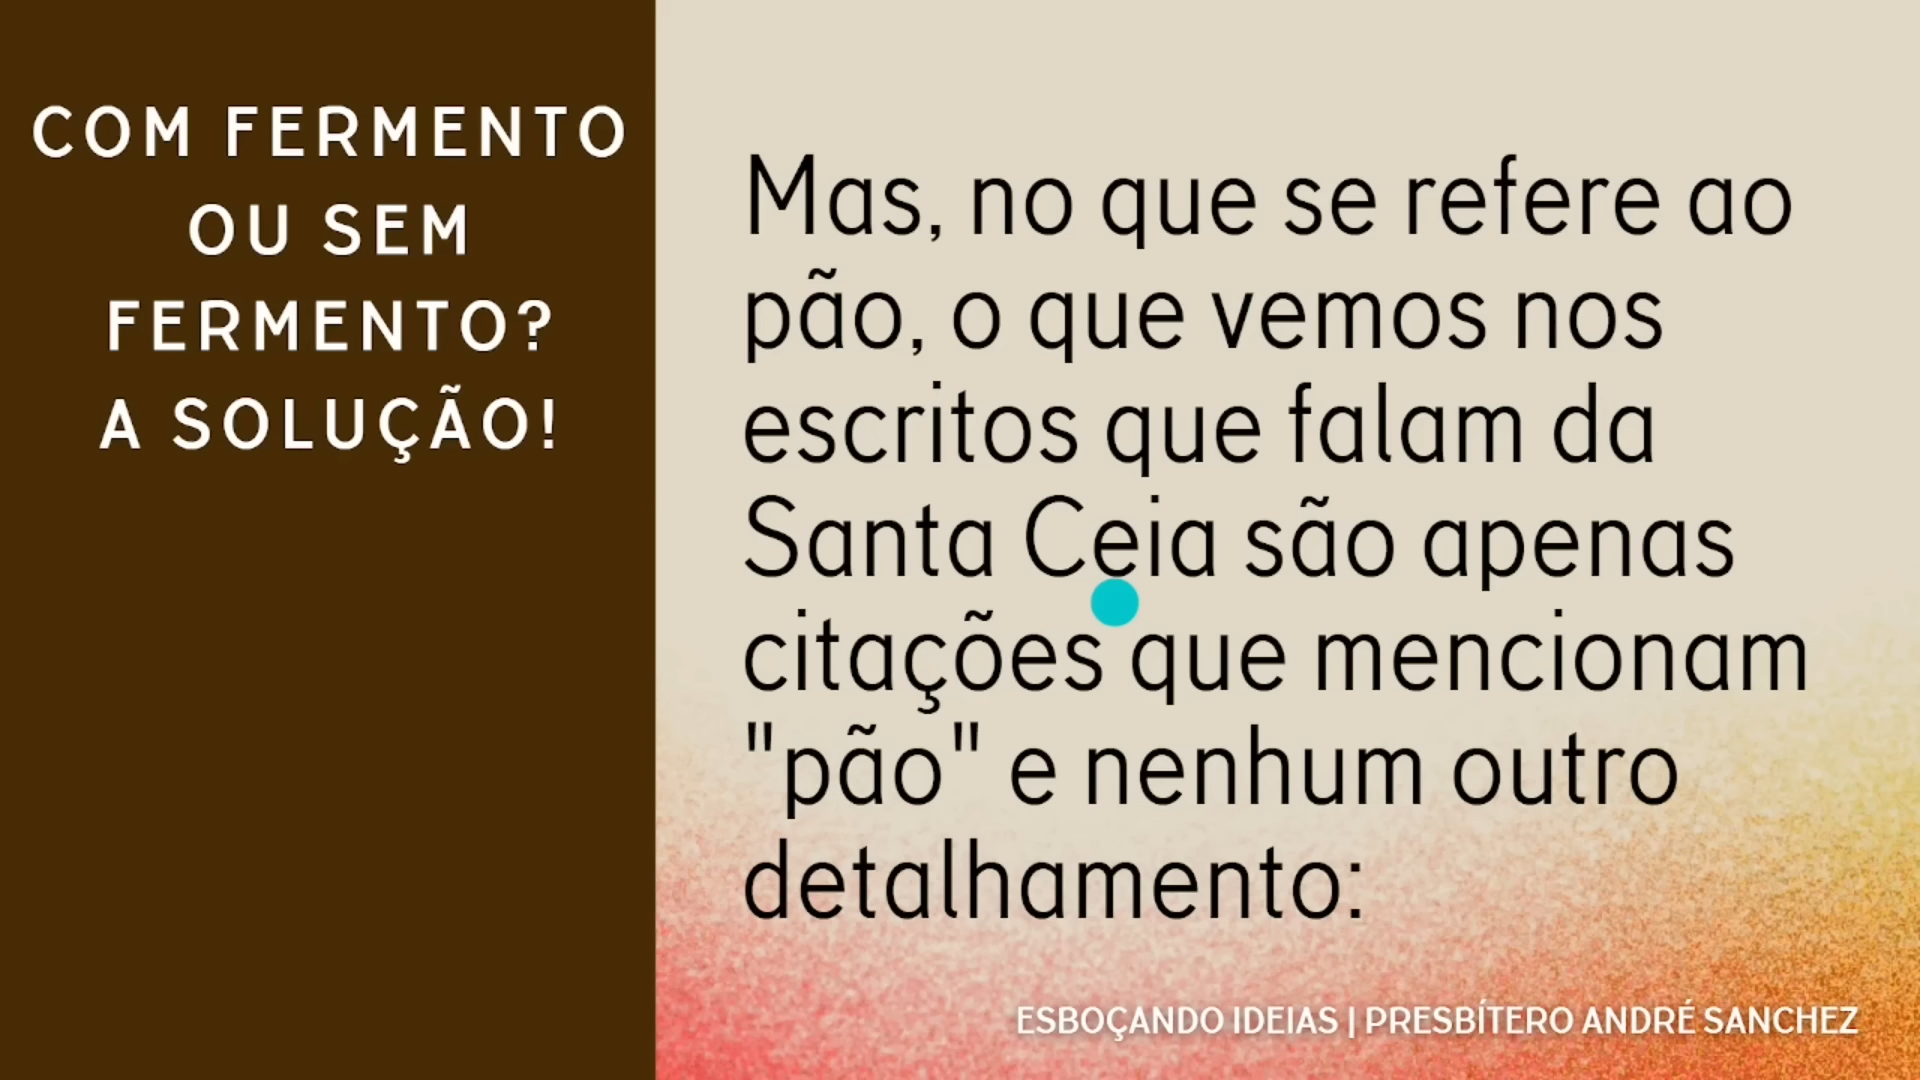 COM FERMENTO
OU SEM
FERMENTO?
A SOLUÇÃO!
Mas, no que se refere ao
pão, o que vemos nos
escritos que falam da
Santa Ceia são apenas
citações que mencionam
"pão" e nenhum outro
detalhamento:
ESBOÇANDO IDEIAS | PRESBÍTERO ANDRÉ SANCHEZ